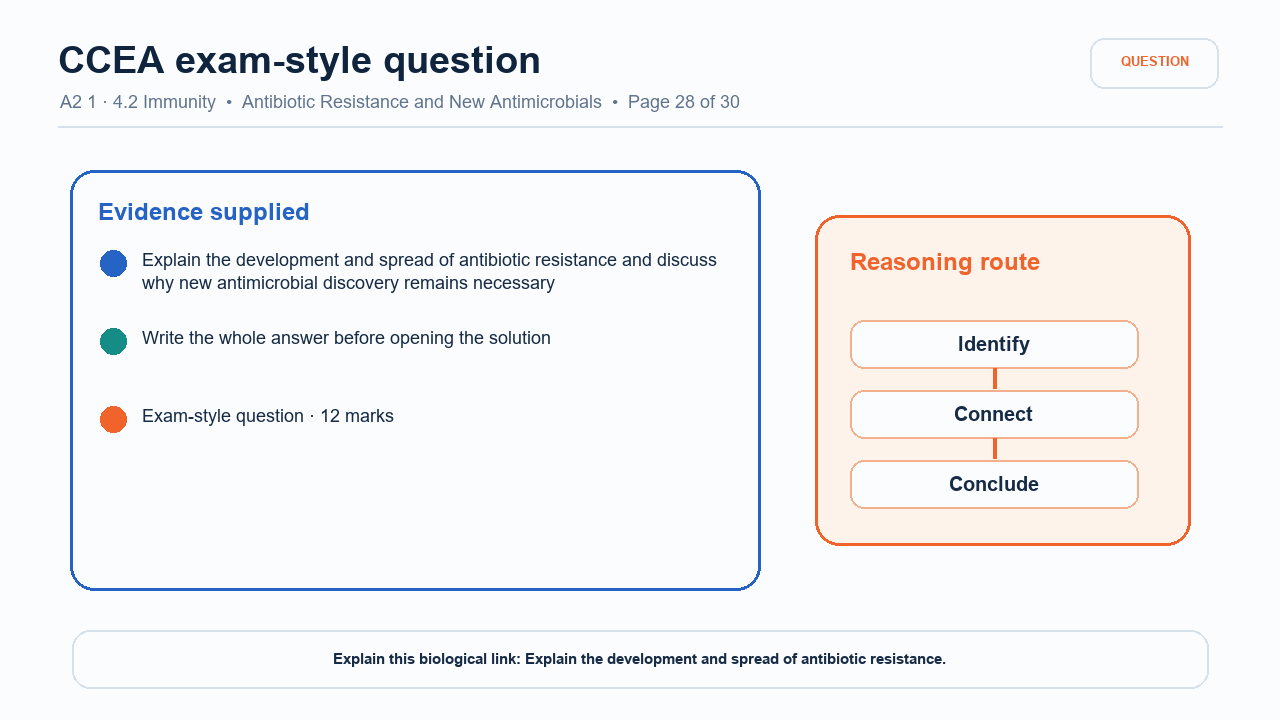 CCEA exam-style question
QUESTION
A2 1 · 4.2 Immunity • Antibiotic Resistance and New Antimicrobials • Page 28 of 30
Evidence supplied
Explain the development and spread of antibiotic resistance and discuss
why new antimicrobial discovery remains necessary
Write the whole answer before opening the solution
Exam-style question · 12 marks
Reasoning route
Identify
Connect
Conclude
Explain this biological link: Explain the development and spread of antibiotic resistance.